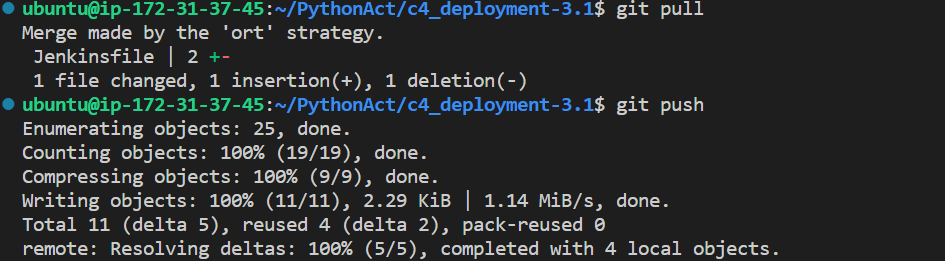 ubuntu@ip-172-31-37-45:~/PythonAct/c4_deployment-3.1$ git pull
Merge made by the 'ort' strategy.
 Jenkinsfile | 2 +-
 1 file changed, 1 insertion(+), 1 deletion(-)
ubuntu@ip-172-31-37-45:~/PythonAct/c4_deployment-3.1$ git push
Enumerating objects: 25, done.
Counting objects: 100% (19/19), done.
Compressing objects: 100% (9/9), done.
Writing objects: 100% (11/11), 2.29 KiB | 1.14 MiB/s, done.
Total 11 (delta 5), reused 4 (delta 2), pack-reused 0
remote: Resolving deltas: 100% (5/5), completed with 4 local objects.